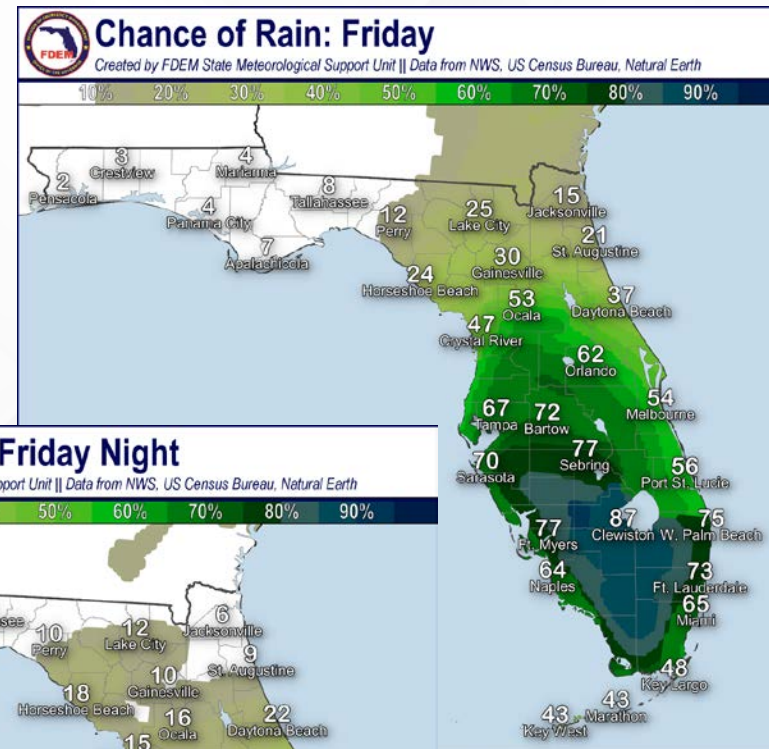 FDEM
Chance of Rain: Friday
Created by FDEM State Meteorological Support Unit || Data from NWS, US Census Bureau, Natural Earth
10% 20% 30% 40% 50% 60% 70% 80% 90%
2
Pensacola
3
Crestview
4
Marianna
4
Panama City
8
Tallahassee
7
Apalachicola
12
Perry
25
Lake City
15
Jacksonville
21
St. Augustine
30
Gainesville
24
Horseshoe Beach
53
Ocala
37
Daytona Beach
47
Crystal River
62
Orlando
54
Melbourne
67
Tampa
72
Bartow
77
Sebring
70
Sarasota
56
Port St. Lucie
87
Clewiston
75
W. Palm Beach
77
Ft. Myers
64
Naples
73
Ft. Lauderdale
65
Miami
48
Key Largo
43
Marathon
43
Key West
Friday Night
pport Unit || Data from NWS, US Census Bureau, Natural Earth
50% 60% 70% 80% 90%
see
10
Perry
12
Lake City
6
Jacksonville
9
St. Augustine
10
Gainesville
18
Horseshoe Beach
16
Ocala
22
Daytona Beach
15